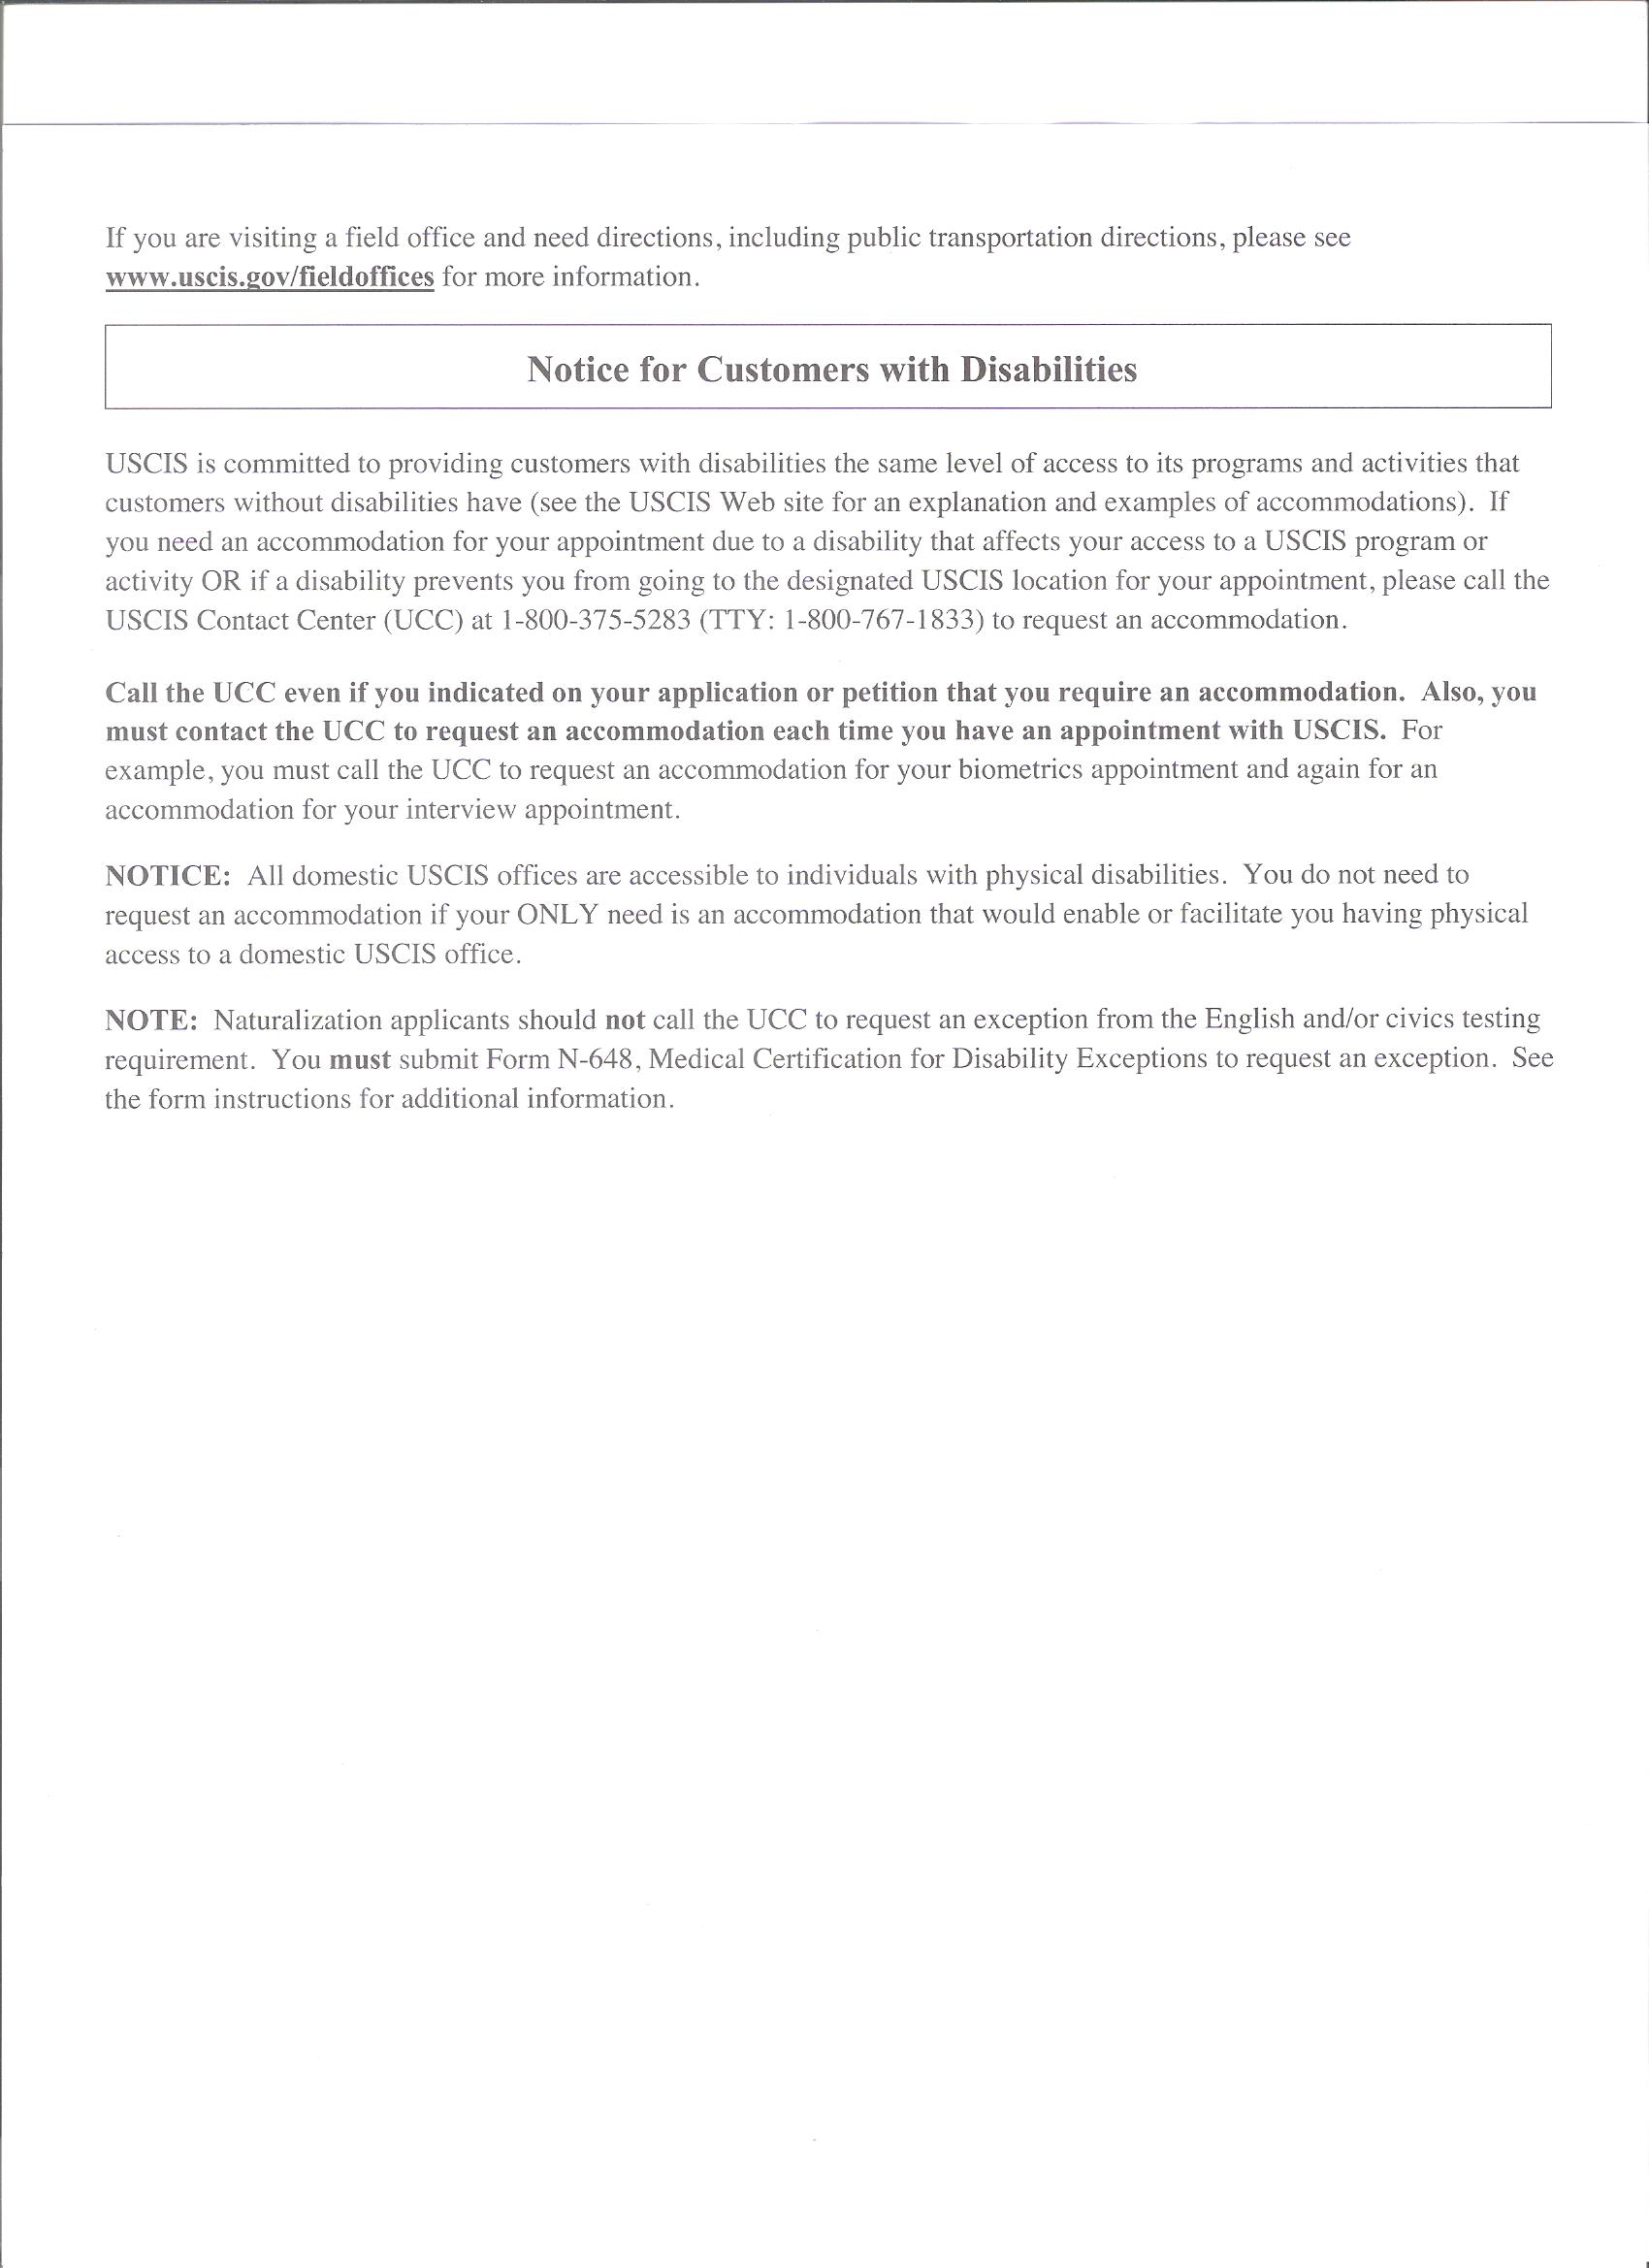 If you are visiting a field office and need directions, including public transportation directions, please see
www.uscis.gov/fieldoffices for more information.
Notice for Customers with Disabilities
USCIS is committed to providing customers with disabilities the same level of access to its programs and activities that
customers without disabilities have (see the USCIS Web site for an explanation and examples of accommodations).  If
you need an accommodation for your appointment due to a disability that affects your access to a USCIS program or
activity OR if a disability prevents you from going to the designated USCIS location for your appointment, please call the
USCIS Contact Center (UCC) at 1-800-375-5283 (TTY: 1-800-767-1833) to request an accommodation.
Call the UCC even if you indicated on your application or petition that you require an accommodation.  Also, you
must contact the UCC to request an accommodation each time you have an appointment with USCIS.  For
example, you must call the UCC to request an accommodation for your biometrics appointment and again for an
accommodation for your interview appointment.
NOTICE:  All domestic USCIS offices are accessible to individuals with physical disabilities.  You do not need to
request an accommodation if your ONLY need is an accommodation that would enable or facilitate you having physical
access to a domestic USCIS office.
NOTE:  Naturalization applicants should not call the UCC to request an exception from the English and/or civics testing
requirement.  You must submit Form N-648, Medical Certification for Disability Exceptions to request an exception.  See
the form instructions for additional information.